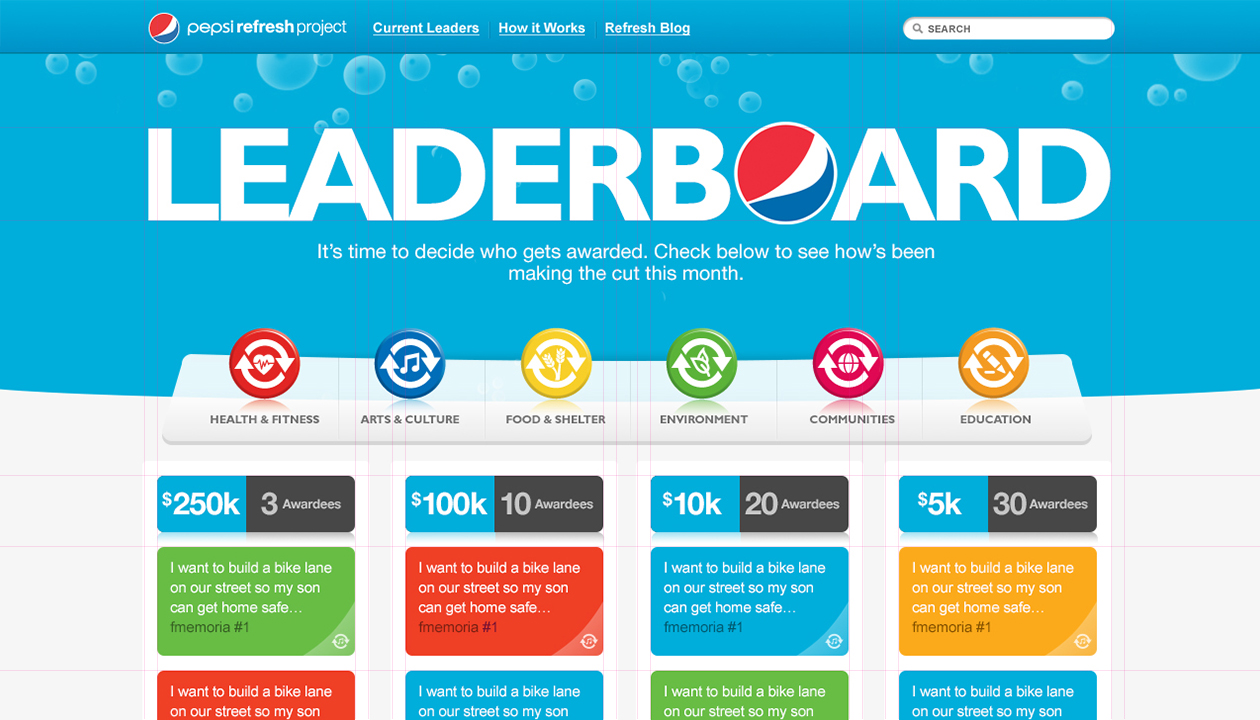 pepsi refresh project
Current Leaders
How it Works
Refresh Blog
SEARCH
LEADERBOARD
It's time to decide who gets awarded. Check below to see how's been
making the cut this month.
HEALTH & FITNESS
ARTS & CULTURE
FOOD & SHELTER
ENVIRONMENT
COMMUNITIES
EDUCATION
$250k
3 Awardees
$100k
10 Awardees
$10k
20 Awardees
$5k
30 Awardees
I want to build a bike lane
on our street so my son
can get home safe...
fmemoria #1
I want to build a bike lane
on our street so my son
can get home safe...
fmemoria #1
I want to build a bike lane
on our street so my son
can get home safe...
fmemoria #1
I want to build a bike lane
on our street so my son
can get home safe...
fmemoria #1
I want to build a bike lane
on our street so my son
I want to build a bike lane
on our street so my son
I want to build a bike lane
on our street so my son
I want to build a bike lane
on our street so my son